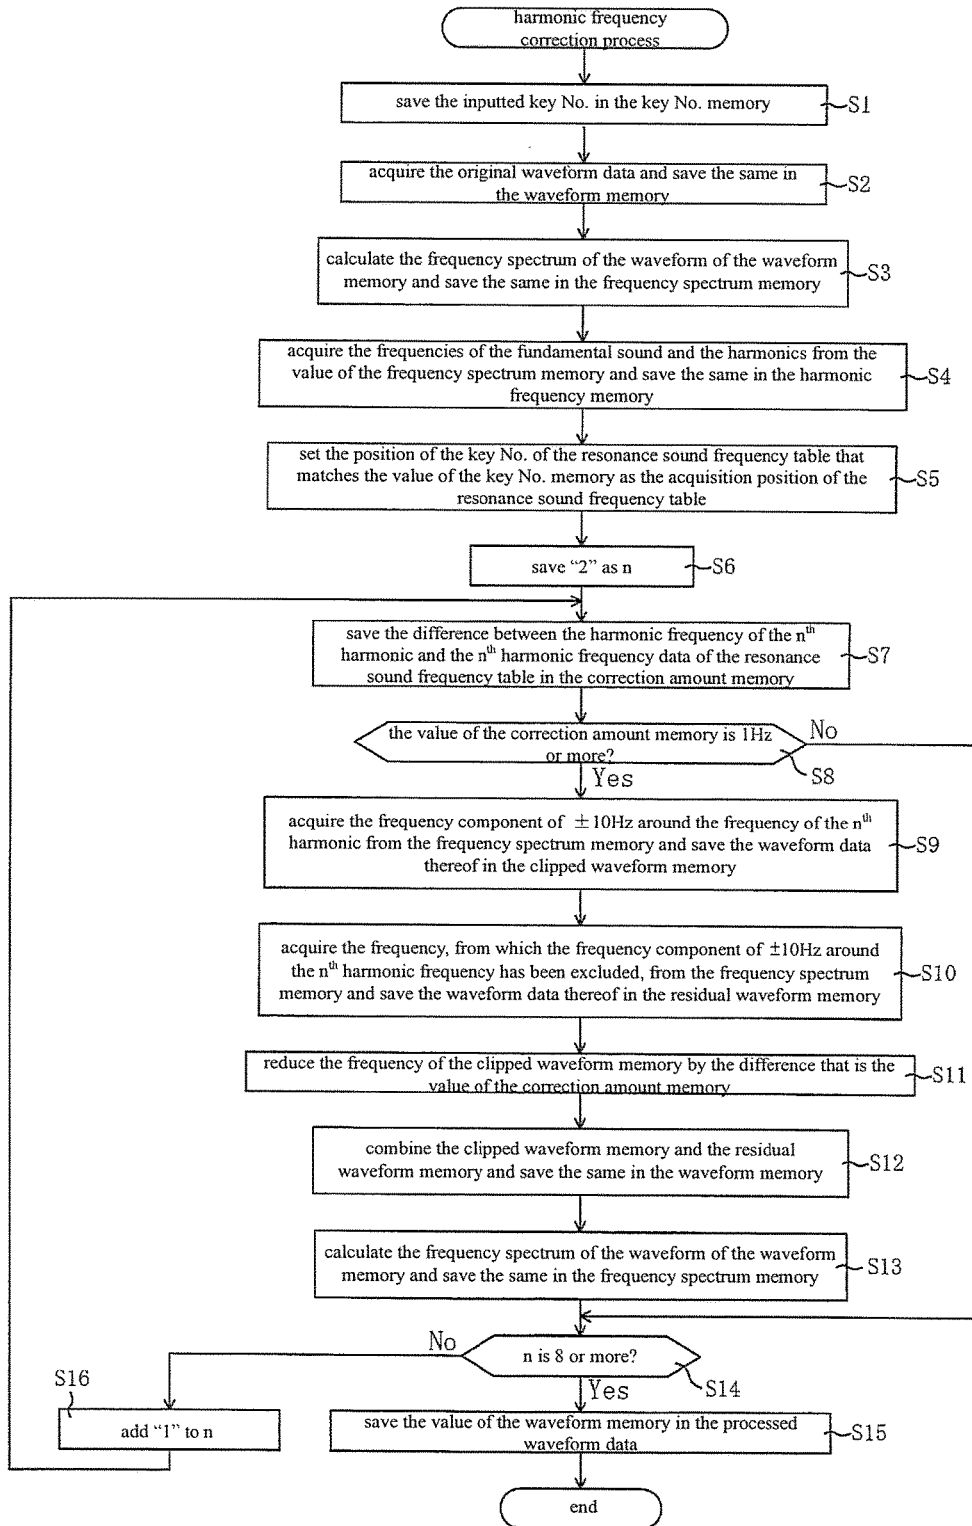 harmonic frequency
correction process
save the inputted key No. in the key No. memory
S1
acquire the original waveform data and save the same in
the waveform memory
S2
calculate the frequency spectrum of the waveform of the waveform
memory and save the same in the frequency spectrum memory
S3
acquire the frequencies of the fundamental sound and the harmonics from the
value of the frequency spectrum memory and save the same in the harmonic
frequency memory
S4
set the position of the key No. of the resonance sound frequency table that
matches the value of the key No. memory as the acquisition position of the
resonance sound frequency table
S5
save “2” as n
S6
save the difference between the harmonic frequency of the nth
harmonic and the nth harmonic frequency data of the resonance
sound frequency table in the correction amount memory
S7
the value of the correction amount memory is 1Hz
or more?
No
S8
Yes
acquire the frequency component of ±10Hz around the frequency of the nth
harmonic from the frequency spectrum memory and save the waveform data
thereof in the clipped waveform memory
S9
acquire the frequency, from which the frequency component of ±10Hz around
the nth harmonic frequency has been excluded, from the frequency spectrum
memory and save the waveform data thereof in the residual waveform memory
S10
reduce the frequency of the clipped waveform memory by the difference that is the
value of the correction amount memory
S11
combine the clipped waveform memory and the residual
waveform memory and save the same in the waveform memory
S12
calculate the frequency spectrum of the waveform of the waveform
memory and save the same in the frequency spectrum memory
S13
No
n is 8 or more?
S14
Yes
S16
add “1” to n
save the value of the waveform memory in the processed
waveform data
S15
end